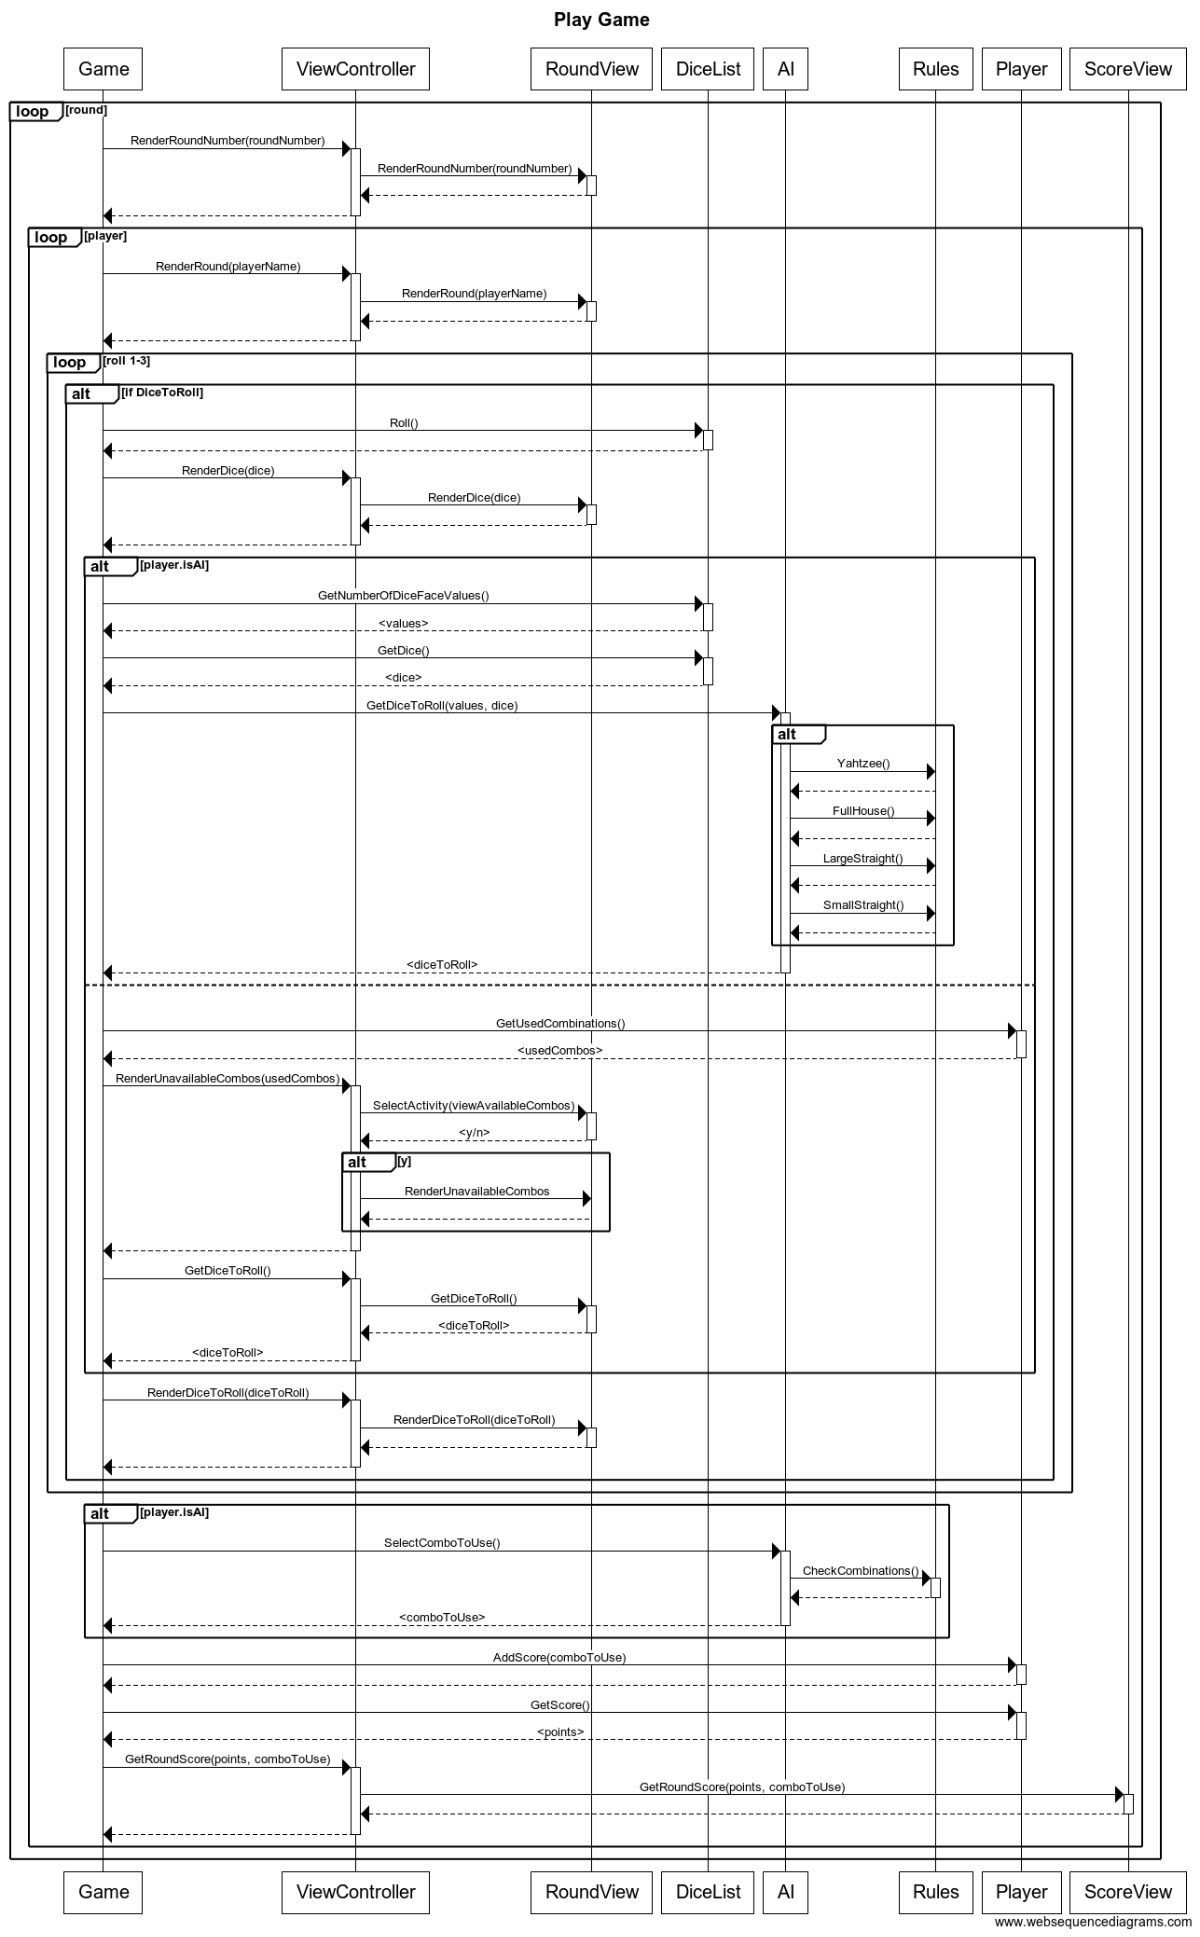 Play Game
Game ViewController RoundView DiceList AI Rules Player ScoreView
loop [round]
RenderRoundNumber(roundNumber)
RenderRoundNumber(roundNumber)
loop [player]
RenderRound(playerName)
RenderRound(playerName)
loop [roll 1-3]
alt [if DiceToRoll]
Roll()
RenderDice(dice)
RenderDice(dice)
alt [player.isAI]
GetNumberOfDiceFaceValues()
<values>
GetDice()
<dice>
GetDiceToRoll(values, dice)
alt
Yahtzee()
FullHouse()
LargeStraight()
SmallStraight()
<diceToRoll>
GetUsedCombinations()
<usedCombos>
RenderUnavailableCombos(usedCombos)
SelectActivity(viewAvailableCombos)
<y/n>
alt [y]
RenderUnavailableCombos
GetDiceToRoll()
GetDiceToRoll()
<diceToRoll>
<diceToRoll>
RenderDiceToRoll(diceToRoll)
RenderDiceToRoll(diceToRoll)
alt [player.isAI]
SelectComboToUse()
CheckCombinations()
<comboToUse>
AddScore(comboToUse)
GetScore()
<points>
GetRoundScore(points, comboToUse)
GetRoundScore(points, comboToUse)
Game ViewController RoundView DiceList AI Rules Player ScoreView
www.websequencediagrams.com